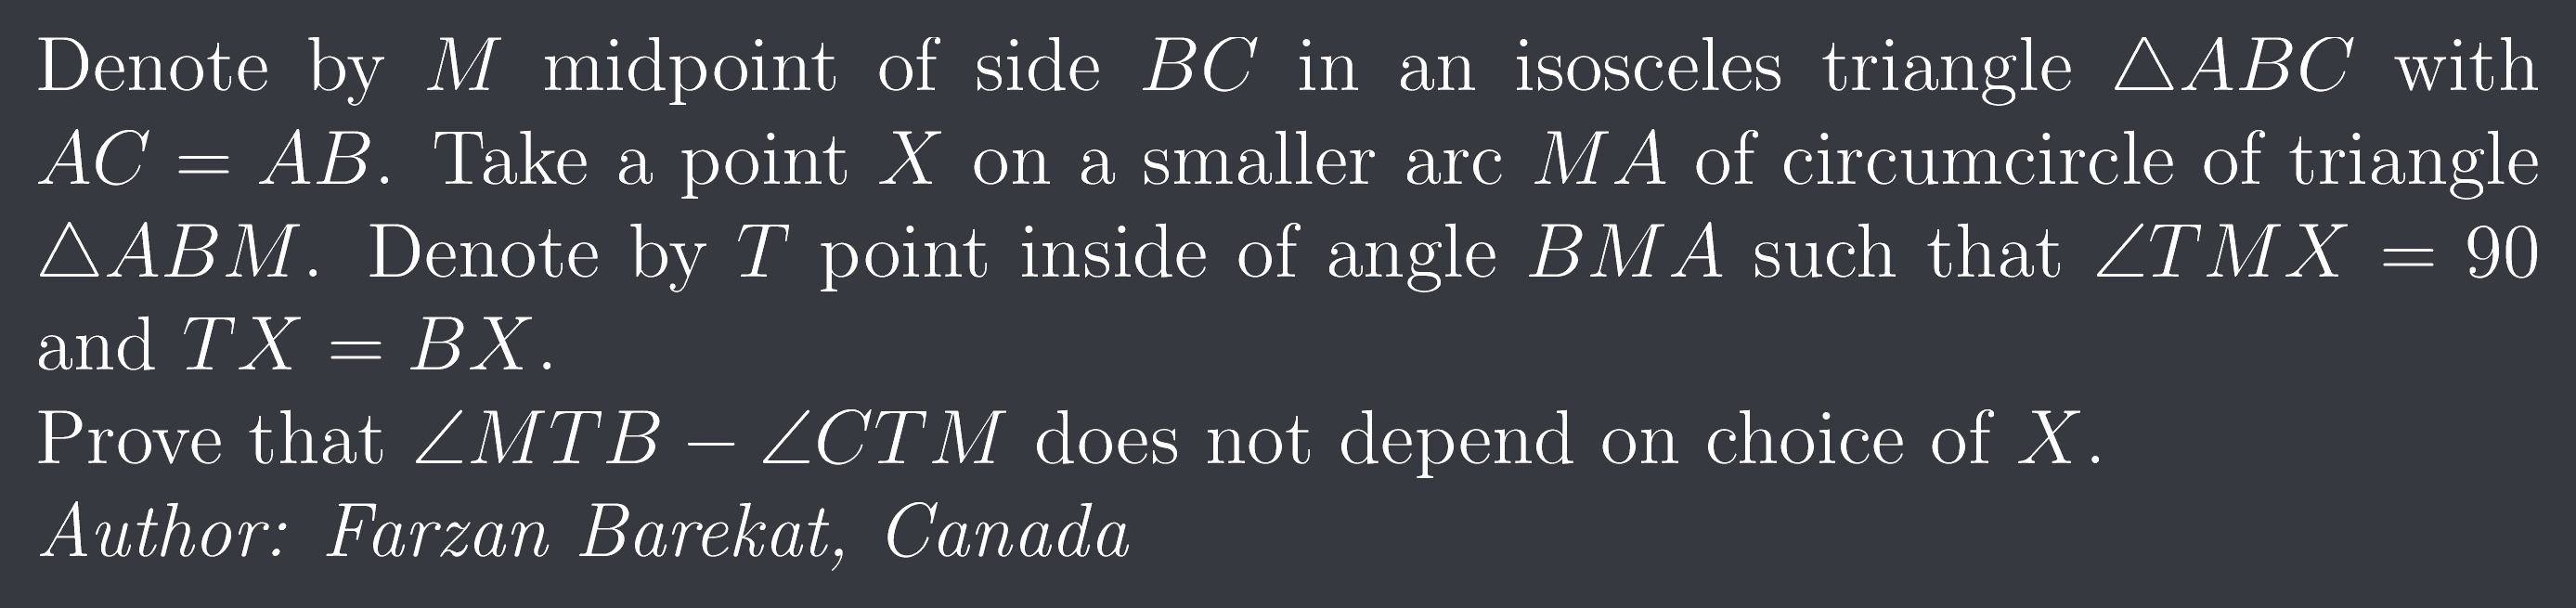 Denote by M midpoint of side BC in an isosceles triangle △ABC with
AC = AB. Take a point X on a smaller arc MA of circumcircle of triangle
△ABM. Denote by T point inside of angle BMA such that ∠TMX = 90
and TX = BX.
Prove that ∠MTB − ∠CTM does not depend on choice of X.
Author: Farzan Barekat, Canada